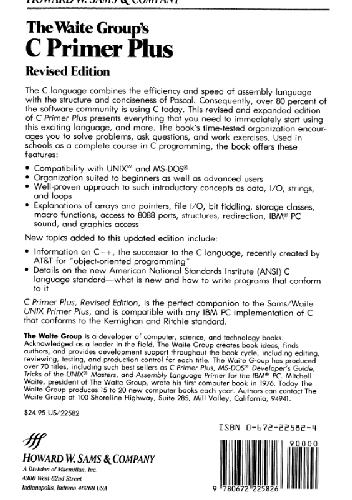 HOWARD W. SAMS & COMPANY
The Waite Group's
C Primer Plus
Revised Edition
The C language combines the efficiency and speed of assembly language
with the structure and conciseness of Pascal. Consequently, over 80 percent
of the software community is using C today. This revised and expanded edition
of C Primer Plus presents everything that you need to immediately start using
this exciting language, and more. The book's time-tested organization encour-
ages you to solve problems, ask questions, and work exercises. Used in
schools as a complete course in C programming, the book offers these
features:
• Compatibility with UNIX™ and MS-DOS®
• Organization suited to beginners as well as advanced users
• Well-proven approach to such introductory concepts as data, I/O, strings,
and loops
• Explanations of arrays and pointers, file I/O, bit fiddling, storage classes,
macro functions, access to 8088 ports, structures, redirection, IBM® PC
sound, and graphics access
New topics added to this updated edition include:
• Information on C++, the successor to the C language, recently created by
AT&T for "object-oriented programming"
• Details on the new American National Standards Institute (ANSI) C
language standard—what is new and how to write programs that conform
to it
C Primer Plus, Revised Edition, is the perfect companion to the Sams/Waite
UNIX Primer Plus, and is compatible with any IBM PC implementation of C
that conforms to the Kernighan and Ritchie standard.
The Waite Group is a developer of computer, science, and technology books.
Acknowledged as a leader in the field, The Waite Group creates book ideas, finds
authors, and provides development support throughout the book cycle, including editing,
reviewing, testing, and production control for each title. The Waite Group has produced
over 70 titles, including such best sellers as C Primer Plus, MS-DOS® Developer's Guide,
Tricks of the UNIX® Masters, and Assembly Language Primer for the IBM® PC. Mitchell
Waite, president of The Waite Group, wrote his first computer book in 1976. Today The
Waite Group produces 15 to 20 new computer books each year. Authors can contact The
Waite Group at 100 Shoreline Highway, Suite 285, Mill Valley, California, 94941.
$24.95 US/22582
ISBN 0-672-22582-4
90000
HOWARD W. SAMS & COMPANY
A Division of Macmillan, Inc.
4300 West 62nd Street
Indianapolis, Indiana 46268 USA
9 780672 225826